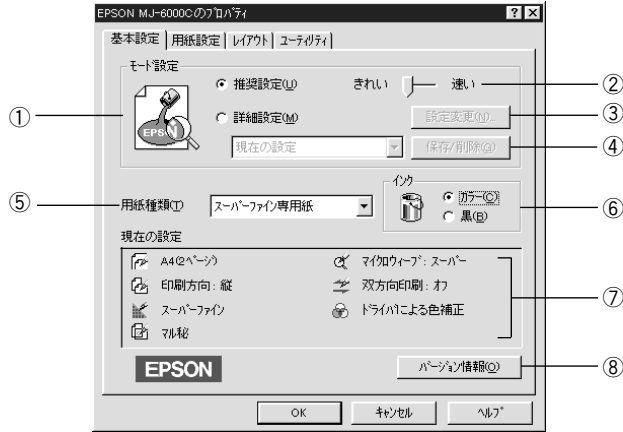 EPSON MJ-6000Cのプロパティ
基本設定 用紙設定 レイアウト ユーティリティ
モード設定
推奨設定(U) きれい 速い ②
① 詳細設定(M) 設定変更(N)... ③
EPSON
現在の設定 保存/削除(G) ④
⑤ 用紙種類(T) スーパーファイン専用紙
インク
カラー(C) ⑥
黒(B)
現在の設定
A4(2ページ) マイクロウィーブ: スーパー
印刷方向: 縦 双方向印刷: オフ ⑦
スーパーファイン ドライバによる色補正
マル秘
EPSON バージョン情報(O) ⑧
OK キャンセル ヘルプ